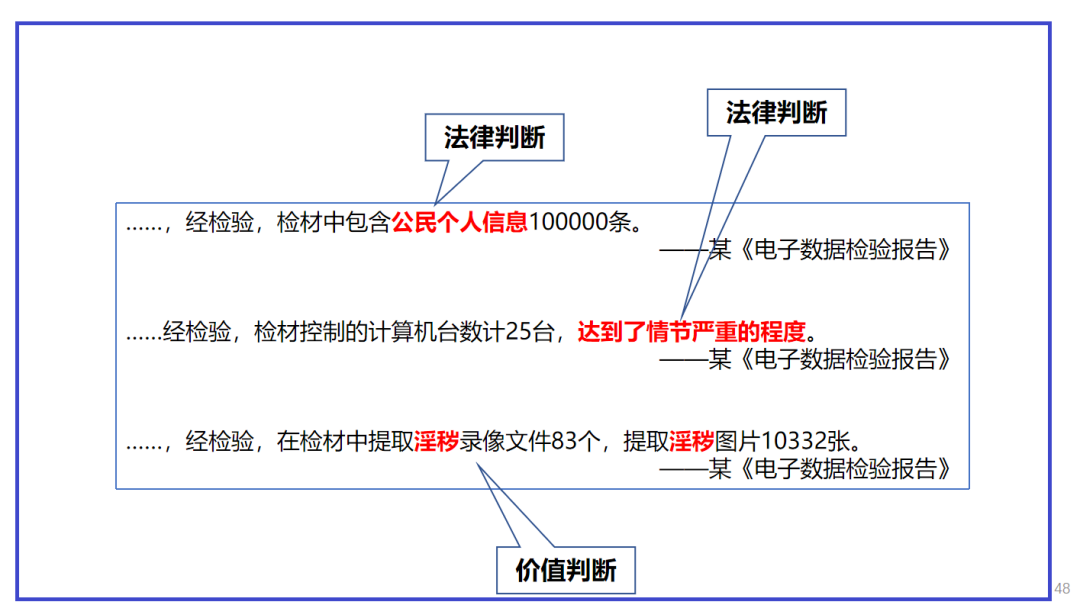 法律判断
法律判断
……，经检验，检材中包含公民个人信息100000条。
——某《电子数据检验报告》
……经检验，检材控制的计算机台数计25台，达到了情节严重的程度。
——某《电子数据检验报告》
……，经检验，在检材中提取淫秽录像文件83个，提取淫秽图片10332张。
——某《电子数据检验报告》
价值判断
48